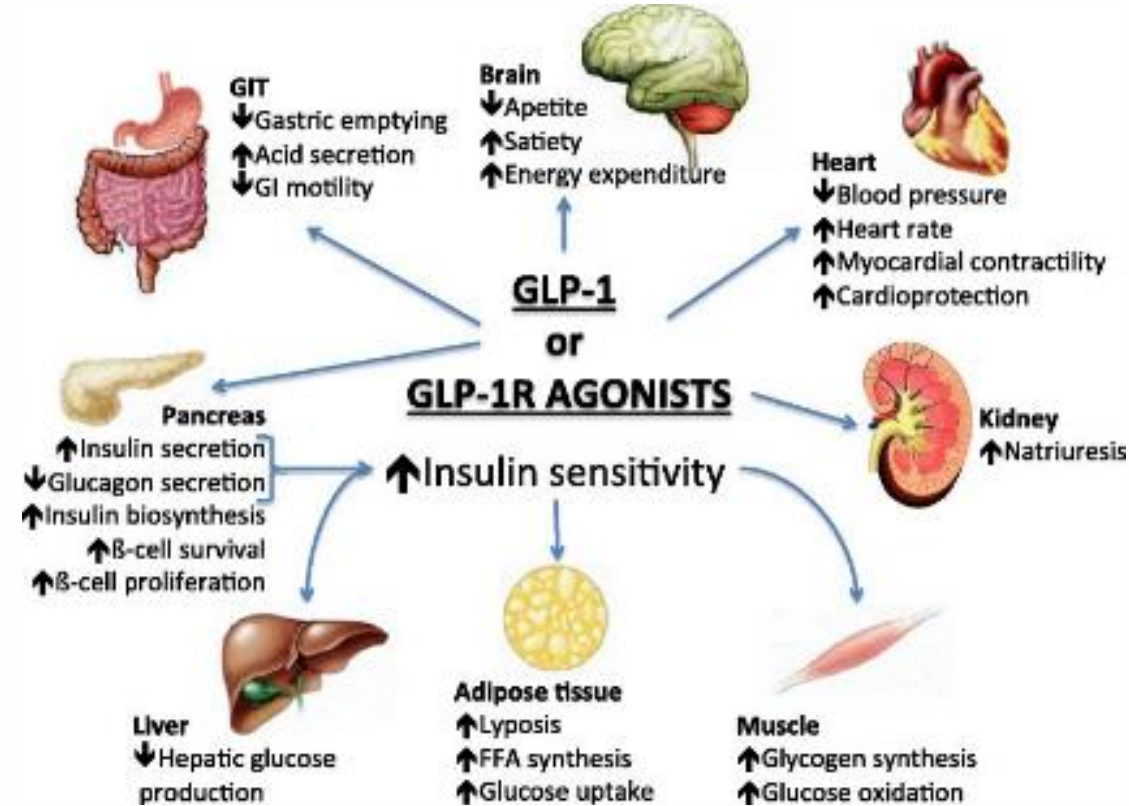 GIT
↓Gastric emptying
↑Acid secretion
↓GI motility
Brain
↓Apetite
↑Satiety
↑Energy expenditure
Heart
↓Blood pressure
↑Heart rate
↑Myocardial contractility
↑Cardioprotection
GLP-1
or
GLP-1R AGONISTS
Pancreas
↑Insulin secretion
↓Glucagon secretion
↑Insulin biosynthesis
↑ß-cell survival
↑ß-cell proliferation
↑Insulin sensitivity
Kidney
↑Natriuresis
Liver
↓Hepatic glucose
production
Adipose tissue
↑Lyposis
↑FFA synthesis
↑Glucose uptake
Muscle
↑Glycogen synthesis
↑Glucose oxidation